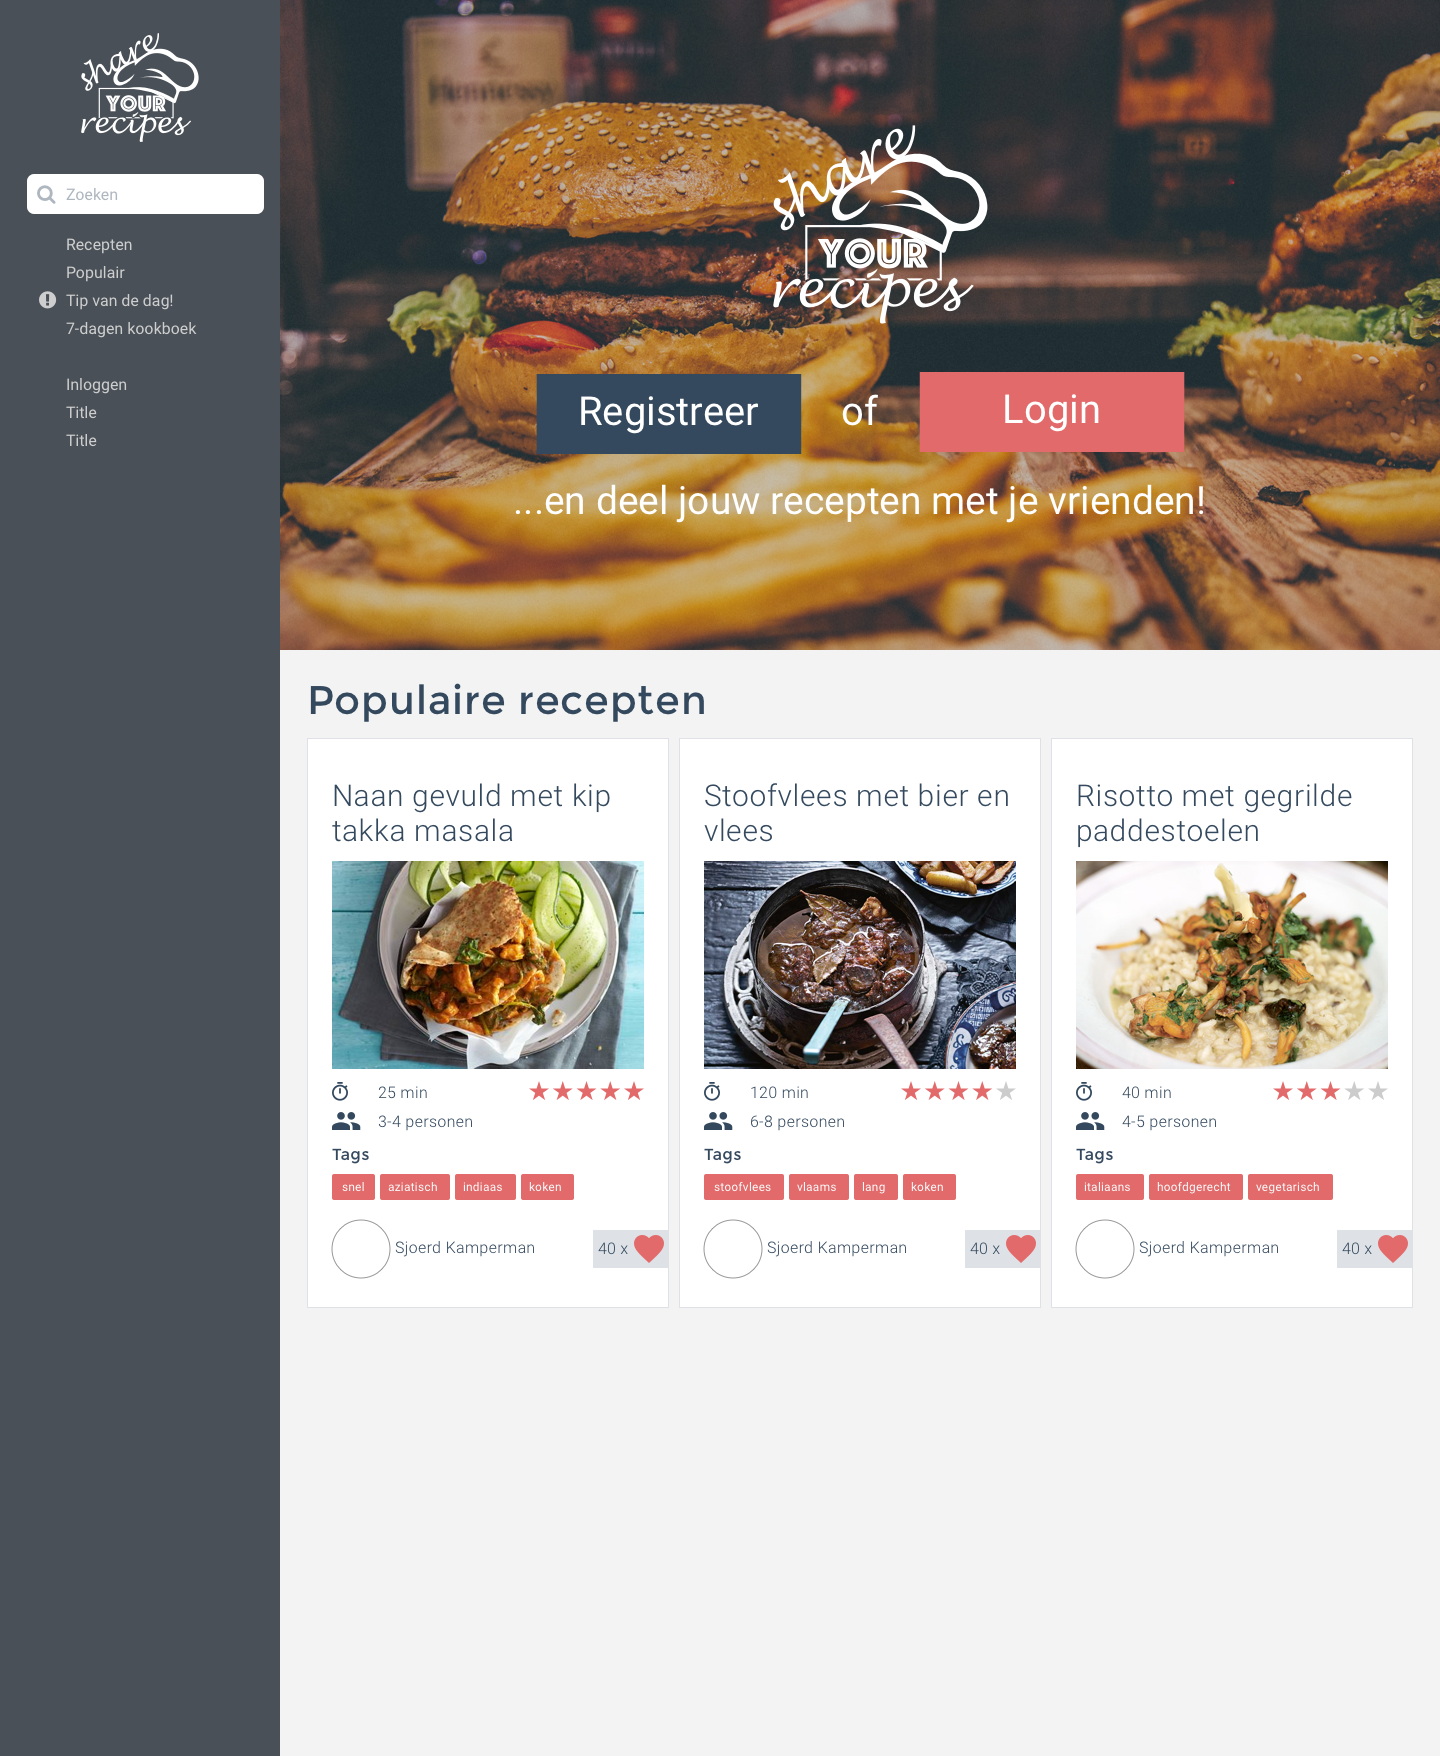 share
YOUR
recipes
Zoeken
Recepten
Populair
Tip van de dag!
7-dagen kookboek
Inloggen
Title
Title
Hennessy
share
YOUR
recipes
Registreer of Login
...en deel jouw recepten met je vrienden!
Populaire recepten
Naan gevuld met kip
takka masala
25 min
3-4 personen
Tags
snel aziatisch indiaas koken
Sjoerd Kamperman 40 x
Stoofvlees met bier en
vlees
120 min
6-8 personen
Tags
stoofvlees vlaams lang koken
Sjoerd Kamperman 40 x
Risotto met gegrilde
paddestoelen
40 min
4-5 personen
Tags
italiaans hoofdgerecht vegetarisch
Sjoerd Kamperman 40 x